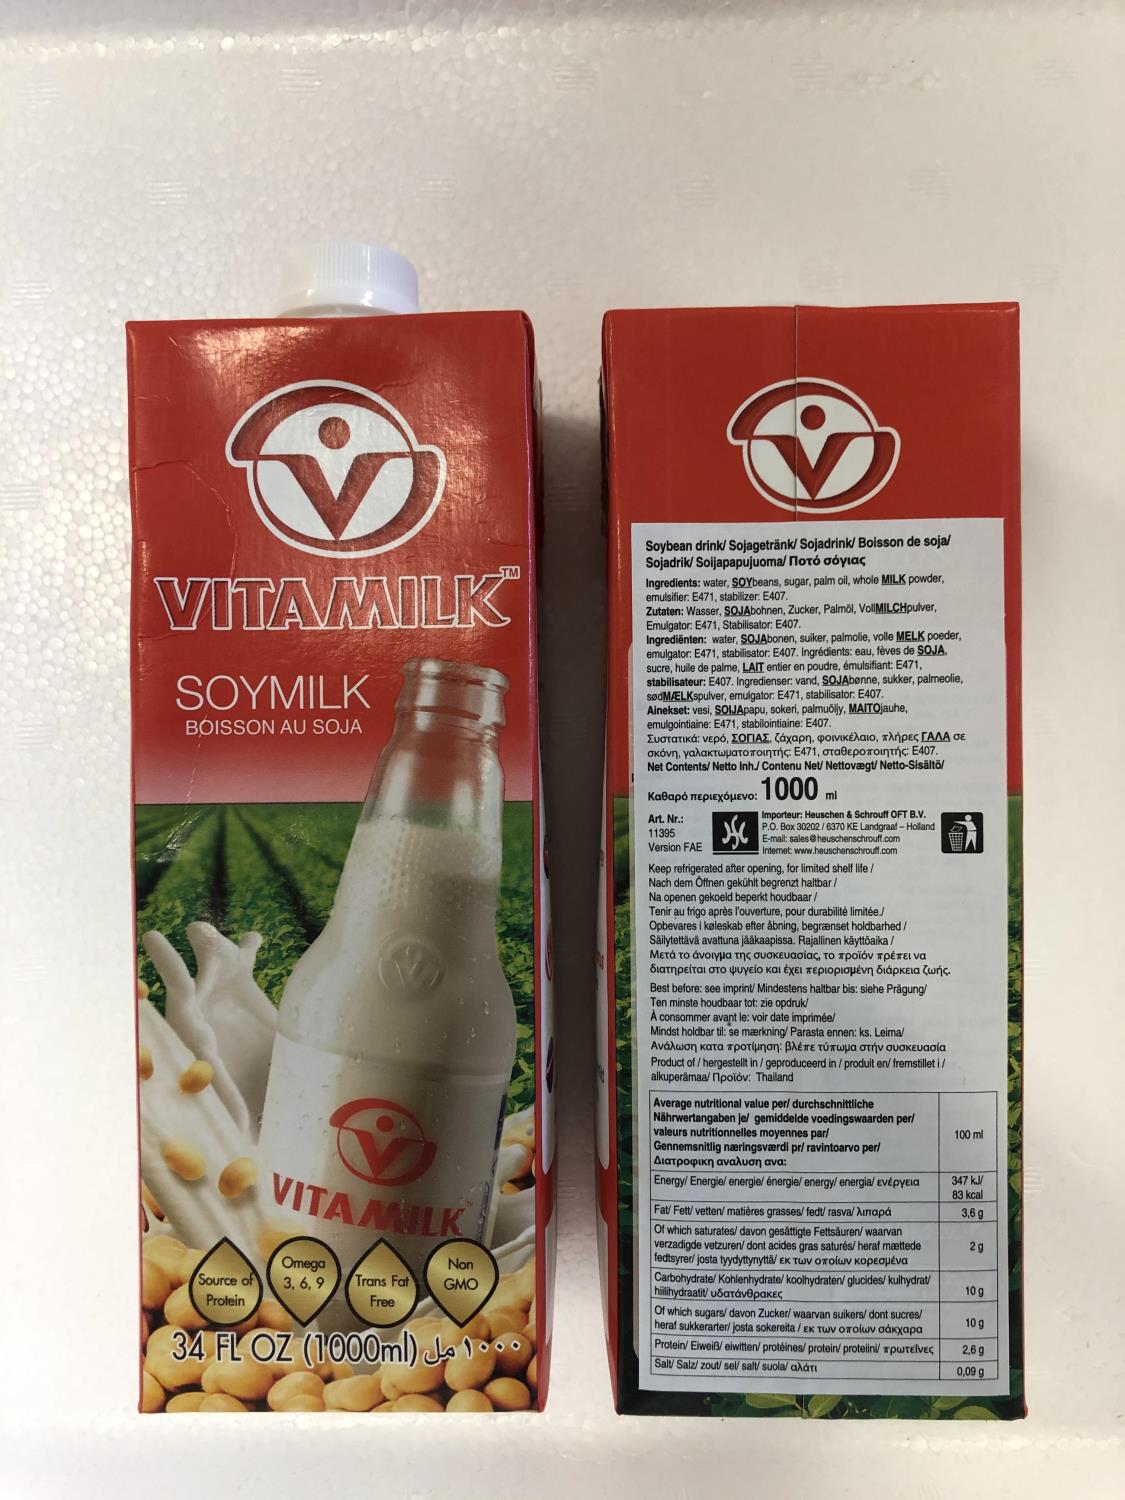 VITAMILK™
SOYMILK
BOISSON AU SOJA
VITAMILK
Source of
Protein
Omega
3, 6, 9
Trans Fat
Free
Non
GMO
34 FL OZ (1000ml) ١٠٠٠ مل
Soybean drink/ Sojagetränk/ Sojadrink/ Boisson de soja/
Sojadrik/ Soijapapujuoma/ Ποτό σόγιας
Ingredients: water, SOYbeans, sugar, palm oil, whole MILK powder,
emulsifier: E471, stabilizer: E407.
Zutaten: Wasser, SOJAbohnen, Zucker, Palmöl, VollMILCHpulver,
Emulgator: E471, Stabilisator: E407.
Ingrediënten: water, SOJAbonen, suiker, palmolie, volle MELK poeder,
emulgator: E471, stabilisator: E407. Ingrédients: eau, fèves de SOJA,
sucre, huile de palme, LAIT entier en poudre, émulsifiant: E471,
stabilisateur: E407. Ingredienser: vand, SOJAbønne, sukker, palmeolie,
sødMÆLKspulver, emulgator: E471, stabilisator: E407.
Ainekset: vesi, SOIJApapu, sokeri, palmuöljy, MAITOjauhe,
emulgointiaine: E471, stabilointiaine: E407.
Συστατικά: νερό, ΣΟΓΙΑΣ, ζάχαρη, φοινικέλαιο, πλήρες ΓΑΛΑ σε
σκόνη, γαλακτωματοποιητής: E471, σταθεροποιητής: E407.
Net Contents/ Netto Inh./ Contenu Net/ Nettovægt/ Netto-Sisältö/
Καθαρό περιεχόμενο: 1000 ml
Art. Nr.:
11395
Version FAE
Importeur: Heuschen & Schrouff OFT B.V.
P.O. Box 30202 / 6370 KE Landgraaf – Holland
E-mail: sales@heuschenschrouff.com
Internet: www.heuschenschrouff.com
Keep refrigerated after opening, for limited shelf life /
Nach dem Öffnen gekühlt begrenzt haltbar /
Na openen gekoeld beperkt houdbaar /
Tenir au frigo après l'ouverture, pour durabilité limitée./
Opbevares i køleskab efter åbning, begrænset holdbarhed /
Säilytettävä avattuna jääkaapissa. Rajallinen käyttöaika /
Μετά το άνοιγμα της συσκευασίας, το προϊόν πρέπει να
διατηρείται στο ψυγείο και έχει περιορισμένη διάρκεια ζωής.
Best before: see imprint/ Mindestens haltbar bis: siehe Prägung/
Ten minste houdbaar tot: zie opdruk/
À consommer avant le: voir date imprimée/
Mindst holdbar til: se mærkning/ Parasta ennen: ks. Leima/
Ανάλωση κατα προτίμηση: βλέπε τύπωμα στήν συσκευασία
Product of / hergestellt in / geproduceerd in / produit en/ fremstillet i /
alkuperämaa/ Προϊόν: Thailand
Average nutritional value per/ durchschnittliche
Nährwertangaben je/ gemiddelde voedingswaarden per/
valeurs nutritionnelles moyennes par/
Gennemsnitlig næringsværdi pr/ ravintoarvo per/
Διατροφικη αναλυση ανα:
100 ml
Energy/ Energie/ energie/ énergie/ energy/ energia/ ενέργεια
347 kJ/
83 kcal
Fat/ Fett/ vetten/ matières grasses/ fedt/ rasva/ λιπαρά
3,6 g
Of which saturates/ davon gesättigte Fettsäuren/ waarvan
verzadigde vetzuren/ dont acides gras saturés/ heraf mættede
fedtsyrer/ josta tyydyttynyttä/ εκ των οποίων κορεσμένα
2 g
Carbohydrate/ Kohlenhydrate/ koolhydraten/ glucides/ kulhydrat/
hiilihydraatit/ υδατάνθρακες
10 g
Of which sugars/ davon Zucker/ waarvan suikers/ dont sucres/
heraf sukkerarter/ josta sokereita / εκ των οποίων σάκχαρα
10 g
Protein/ Eiweiß/ eiwitten/ protéines/ protein/ proteiini/ πρωτεΐνες
2,6 g
Salt/ Salz/ zout/ sel/ salt/ suola/ αλάτι
0,09 g